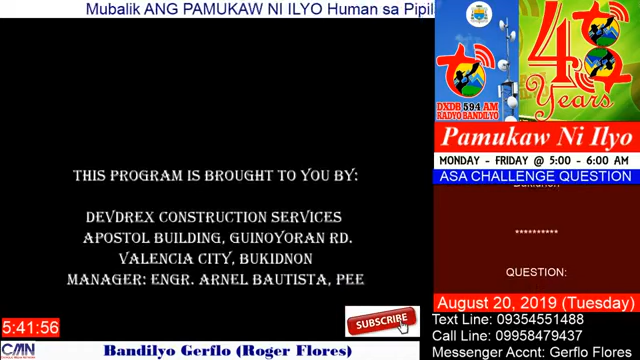 Mubalik ANG PAMUKAW NI ILYO Human sa Pipil
THIS PROGRAM IS BROUGHT TO YOU BY:
DEVDREX CONSTRUCTION SERVICES
APOSTOL BUILDING, GUINOYORAN RD.
VALENCIA CITY, BUKIDNON
MANAGER: ENGR. ARNEL BAUTISTA, PEE
SUBSCRIBE
5:41:56
CMN
Bandilyo Gerflo (Roger Flores)
DXDB 594 AM
RADYO BANDILYO
48
Years
Pamukaw Ni Ilyo
MONDAY - FRIDAY @ 5:00 - 6:00 AM
ASA CHALLENGE QUESTION
**********
QUESTION:
August 20, 2019 (Tuesday)
Text Line: 09354551488
Call Line: 09958479437
Messenger Accnt: Gerflo Flores